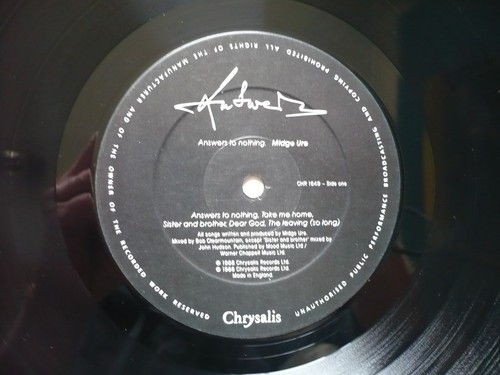 Answers
Answers to nothing. Midge Ure
CHR 1649 – Side one
Answers to nothing, Take me home,
Sister and brother, Dear God, The leaving (so long)
All songs written and produced by Midge Ure.
Mixed by Bob Clearmountain, except 'Sister and brother' mixed by
John Hudson. Published by Mood Music Ltd /
Warner Chappell Music Ltd.
℗ 1988 Chrysalis Records Ltd.
© 1988 Chrysalis Records Ltd.
Made in England.
Chrysalis
ALL RIGHTS OF THE MANUFACTURER AND OF THE OWNER OF THE RECORDED WORK RESERVED
UNAUTHORISED PUBLIC PERFORMANCE BROADCASTING AND COPYING PROHIBITED